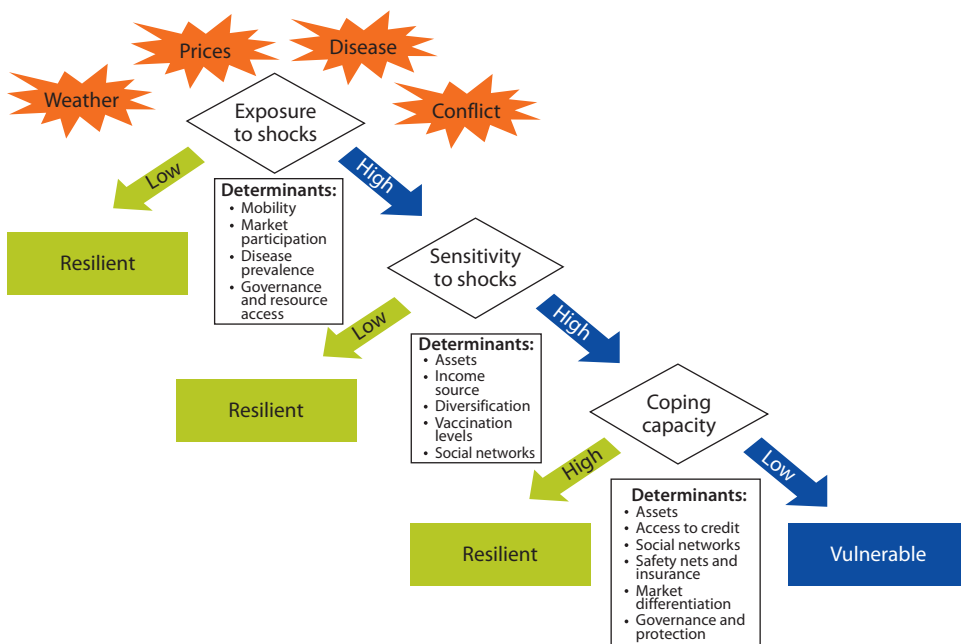 Prices
Disease
Weather
Conflict
Exposure
to shocks
Low
High
Determinants:
• Mobility
• Market
participation
• Disease
prevalence
• Governance
and resource
access
Resilient
Sensitivity
to shocks
Low
High
Determinants:
• Assets
• Income
source
• Diversification
• Vaccination
levels
• Social networks
Resilient
Coping
capacity
High
Low
Determinants:
• Assets
• Access to credit
• Social networks
• Safety nets and
insurance
• Market
differentiation
• Governance and
protection
Resilient
Vulnerable